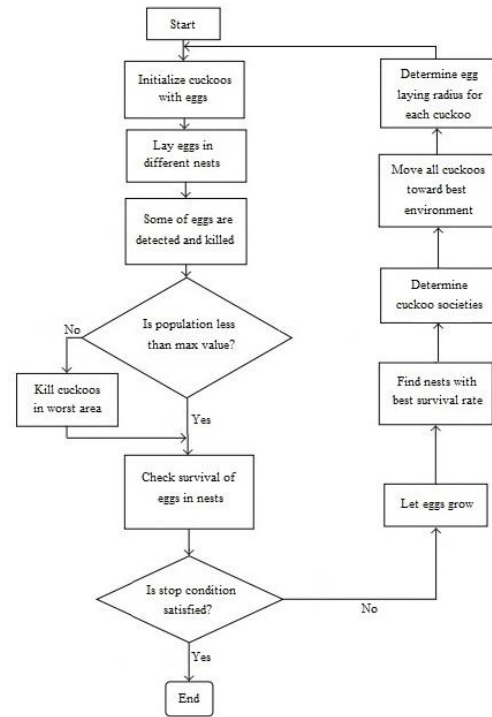 Start
Initialize cuckoos
with eggs
Lay eggs in
different nests
Some of eggs are
detected and killed
Is population less
than max value?
No
Kill cuckoos
in worst area
Yes
Check survival of
eggs in nests
Is stop condition
satisfied?
No
Yes
End
Let eggs grow
Find nests with
best survival rate
Determine
cuckoo societies
Move all cuckoos
toward best
environment
Determine egg
laying radius for
each cuckoo